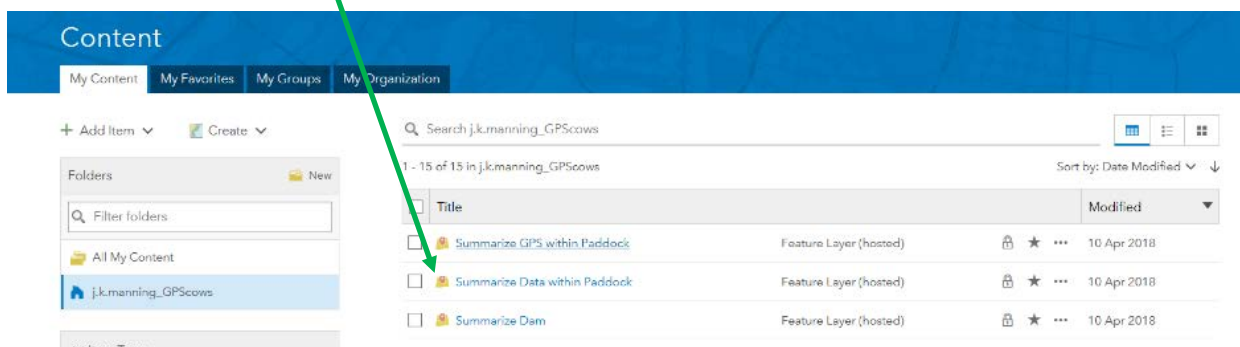 Content
My Content My Favorites My Groups My Organization
+ Add Item Create
Search j.k.manning_GPScows
1 - 15 of 15 in j.k.manning_GPScows
Sort by: Date Modified
Folders New
Title Modified
Filter folders
Summarize GPS within Paddock Feature Layer (hosted) 10 Apr 2018
All My Content
Summarize Data within Paddock Feature Layer (hosted) 10 Apr 2018
j.k.manning_GPScows
Summarize Dam Feature Layer (hosted) 10 Apr 2018